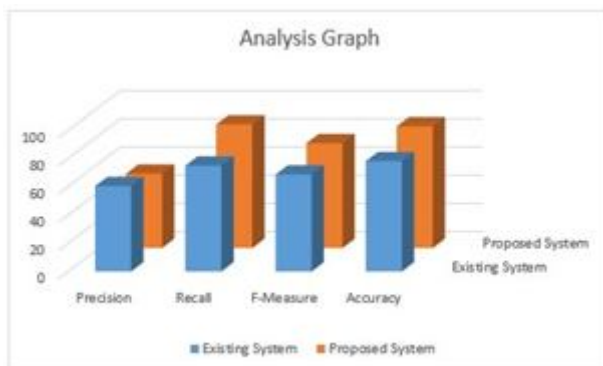 Analysis Graph
100
80
60
40
20
0
Proposed System
Existing System
Precision Recall F-Measure Accuracy
Existing System Proposed System